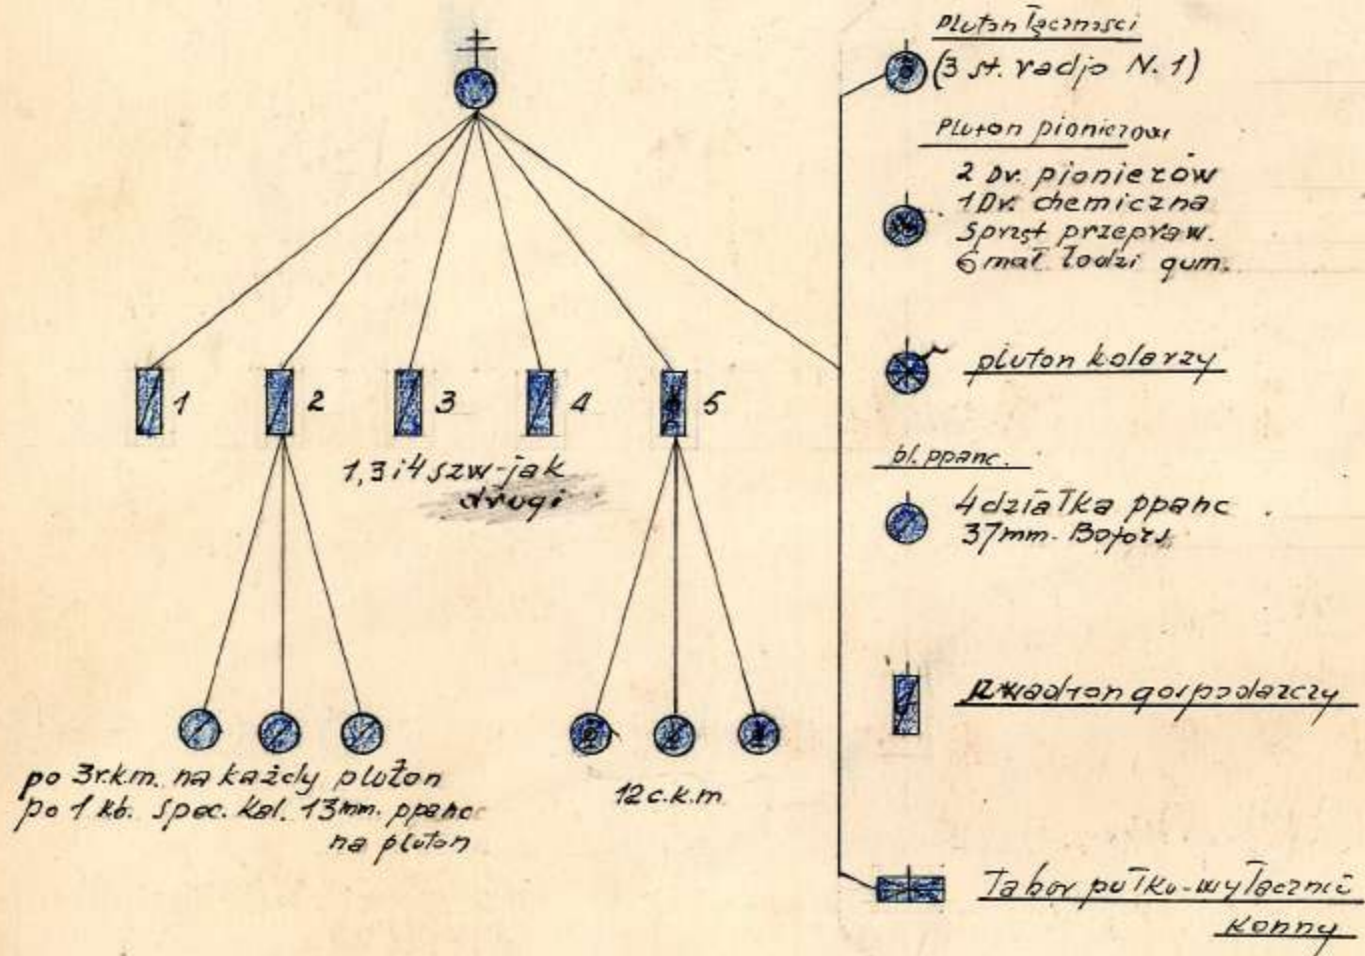 Pluton łączności
(3 st. radjo N. 1)
Pluton pionierów
2 Dr. pionierów
1 Dr. chemiczna
Sprzęt przepraw.
6 mał łodzi gum.
pluton kolarzy
1 2 3 4 5
1, 3 i 4 szw-jak
drugi
bl. ppanc.
4 działka ppanc
37 mm. Bofors
szwadron gospodarczy
po 3 r.k.m. na każdy pluton
po 1 kb. spec. kal. 13 mm. ppanc
na pluton
12 c.k.m
Tabor pułku-wyłącznie
konny